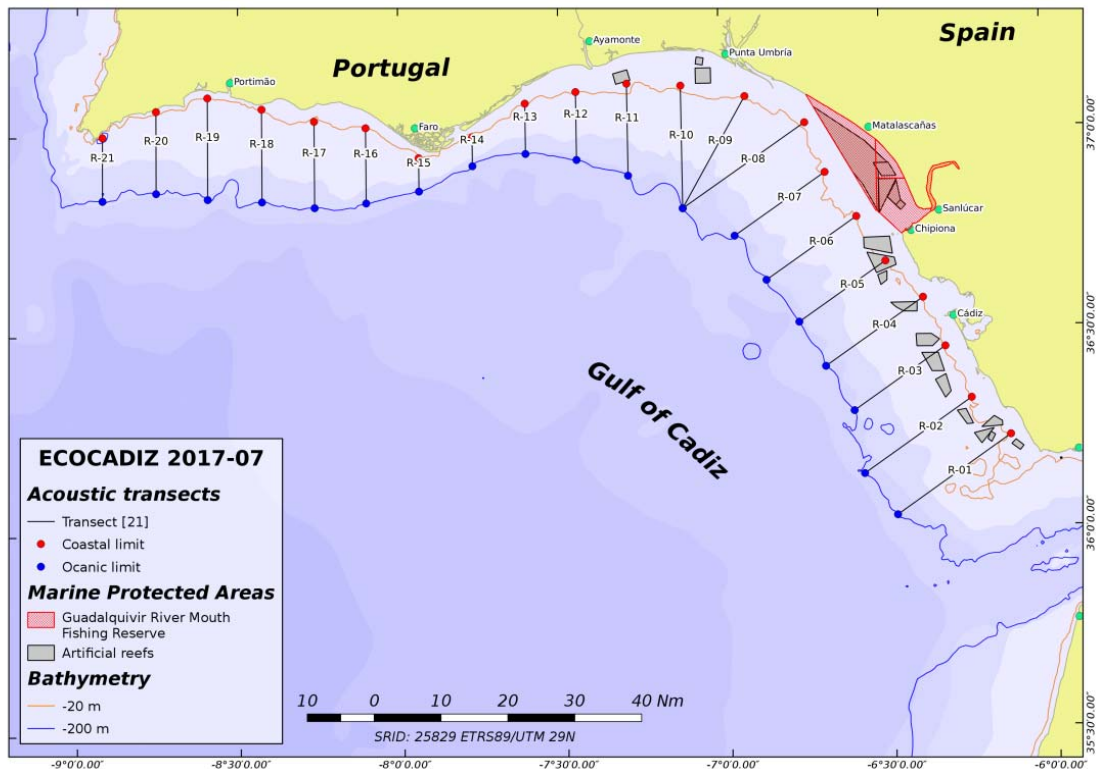 Portugal
Spain
Ayamonte
Punta Umbría
Portimão
Faro
Matalascañas
Sanlúcar
Chipiona
Cádiz
R-21
R-20
R-19
R-18
R-17
R-16
R-15
R-14
R-13
R-12
R-11
R-10
R-09
R-08
R-07
R-06
R-05
R-04
R-03
R-02
R-01
Gulf of Cadiz
ECOCADIZ 2017-07
Acoustic transects
Transect [21]
Coastal limit
Ocanic limit
Marine Protected Areas
Guadalquivir River Mouth
Fishing Reserve
Artificial reefs
Bathymetry
-20 m
-200 m
10 0 10 20 30 40 Nm
SRID: 25829 ETRS89/UTM 29N
37°0'0.00"
36°30'0.00"
36°0'0.00"
35°30'0.00"
-9°0'0.00"
-8°30'0.00"
-8°0'0.00"
-7°30'0.00"
-7°0'0.00"
-6°30'0.00"
-6°0'0.00"